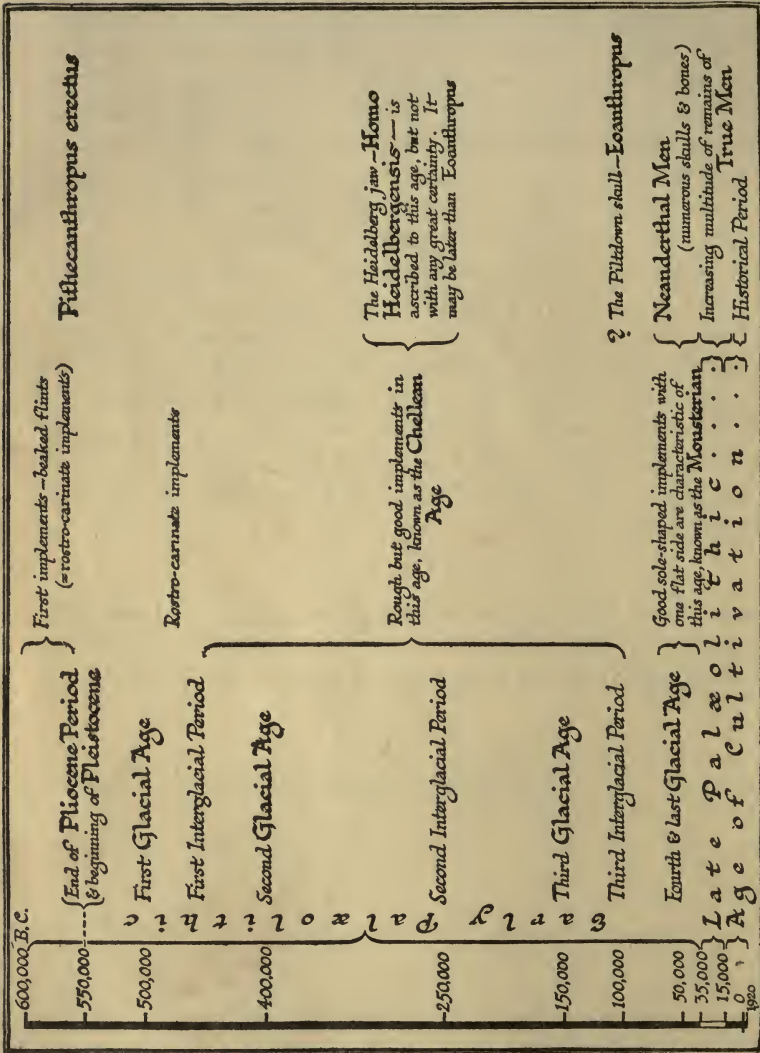 600,000 B.C.
550,000
500,000
400,000
250,000
150,000
100,000
50,000
35,000
15,000
0
1920
Early Palæolithic
End of Pliocene Period
& beginning of Pleistocene
First Glacial Age
First Interglacial Period
Second Glacial Age
Second Interglacial Period
Third Glacial Age
Third Interglacial Period
Fourth & last Glacial Age
Late Palæolithic . . . .
Age of Cultivation . . .
First implements—beaked flints
(=rostro-carinate implements)
Rostro-carinate implements
Rough but good implements in
this age, known as the Chellean
Age
Good sole-shaped implements with
one flat side are characteristic of
this age, known as the Mousterian
Pithecanthropus erectus
The Heidelberg jaw—Homo
Heidelbergensis—is
ascribed to this age, but not
with any great certainty. It
may be later than Eoanthropus
? The Piltdown skull—Eoanthropus
Neanderthal Men
(numerous skulls & bones)
Increasing multitude of remains of
True Men
Historical Period